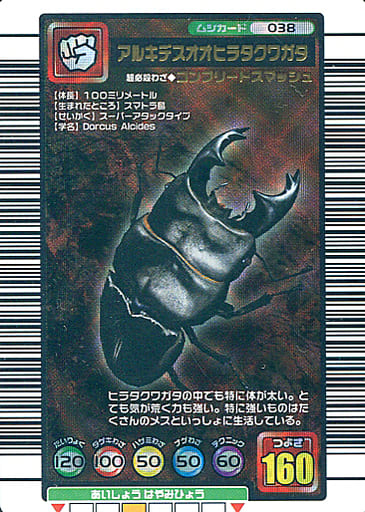 ムシカード 038
アルキデスオオヒラタクワガタ
超必殺わざ◆コンプリートスマッシュ
【体長】１００ミリメートル
【生まれたところ】スマトラ島
【せいかく】スーパーアタックタイプ
【学名】Dorcus Alcides
ヒラタクワガタの中でも特に体が太い。と
ても気が荒く力も強い。特に強いものはた
くさんのメスといっしょに生活している。
たいりょく ダゲキわざ ハサミわざ ナゲわざ テクニック つよさ
120 100 50 50 60 160
あいしょう はやみひょう